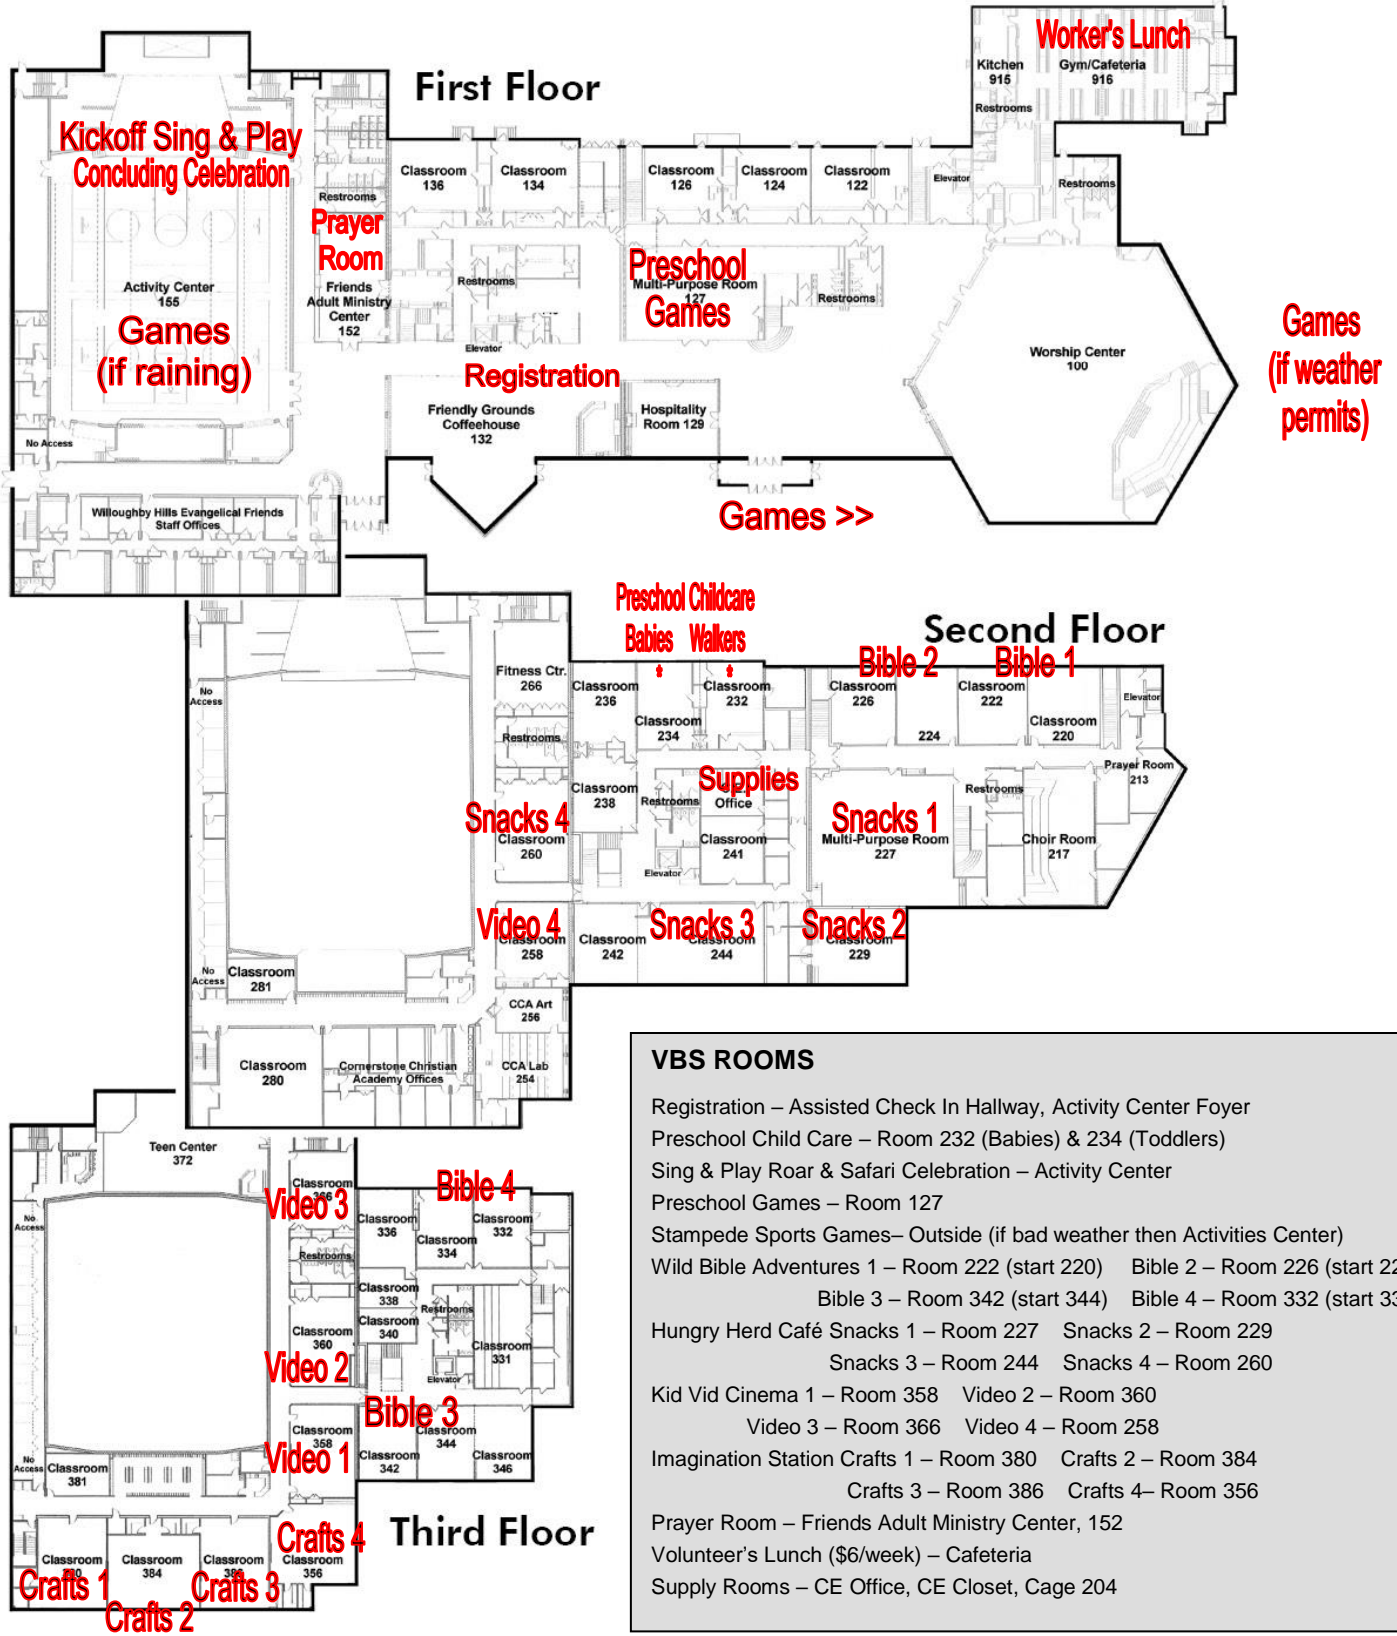 First Floor
Worker's Lunch
Kitchen
915
Gym/Cafeteria
916
Restrooms
Kickoff Sing & Play
Concluding Celebration
Restrooms
Classroom
136
Classroom
134
Classroom
126
Classroom
124
Classroom
122
Elevator
Restrooms
Prayer
Room
Friends
Adult Ministry
Center
152
Activity Center
155
Games
(if raining)
Restrooms
Preschool
Multi-Purpose Room
127
Games
Restrooms
Elevator
Registration
Friendly Grounds
Coffeehouse
132
Hospitality
Room 129
Worship Center
100
Games
(if weather
permits)
No Access
Willoughby Hills Evangelical Friends
Staff Offices
Games >>
Second Floor
Preschool Childcare
Babies Walkers
* *
Bible 2
Bible 1
No
Access
Fitness Ctr.
266
Classroom
236
Classroom
234
Classroom
232
Classroom
226
224
Classroom
222
Classroom
220
Elevator
Restrooms
Prayer Room
213
Supplies
Office
Classroom
238
Restrooms
Restrooms
Snacks 4
Classroom
260
Classroom
241
Snacks 1
Multi-Purpose Room
227
Choir Room
217
Elevator
Video 4
Classroom
258
Classroom
242
Snacks 3
Classroom
244
Snacks 2
Classroom
229
No
Access
Classroom
281
CCA Art
256
Classroom
280
Cornerstone Christian
Academy Offices
CCA Lab
254
Third Floor
Teen Center
372
Classroom
366
Video 3
Bible 4
No
Access
Classroom
336
Classroom
334
Classroom
332
Restrooms
Classroom
338
Classroom
340
Restrooms
Classroom
331
Classroom
360
Video 2
Elevator
Bible 3
Classroom
358
Video 1
Classroom
342
Classroom
344
Classroom
346
No
Access
Classroom
381
Crafts 4
Classroom
356
Classroom
Crafts 1
Classroom
384
Crafts 2
Classroom
Crafts 3
VBS ROOMS
Registration – Assisted Check In Hallway, Activity Center Foyer
Preschool Child Care – Room 232 (Babies) & 234 (Toddlers)
Sing & Play Roar & Safari Celebration – Activity Center
Preschool Games – Room 127
Stampede Sports Games– Outside (if bad weather then Activities Center)
Wild Bible Adventures 1 – Room 222 (start 220) Bible 2 – Room 226 (start 22
Bible 3 – Room 342 (start 344) Bible 4 – Room 332 (start 33
Hungry Herd Café Snacks 1 – Room 227 Snacks 2 – Room 229
Snacks 3 – Room 244 Snacks 4 – Room 260
Kid Vid Cinema 1 – Room 358 Video 2 – Room 360
Video 3 – Room 366 Video 4 – Room 258
Imagination Station Crafts 1 – Room 380 Crafts 2 – Room 384
Crafts 3 – Room 386 Crafts 4– Room 356
Prayer Room – Friends Adult Ministry Center, 152
Volunteer's Lunch ($6/week) – Cafeteria
Supply Rooms – CE Office, CE Closet, Cage 204